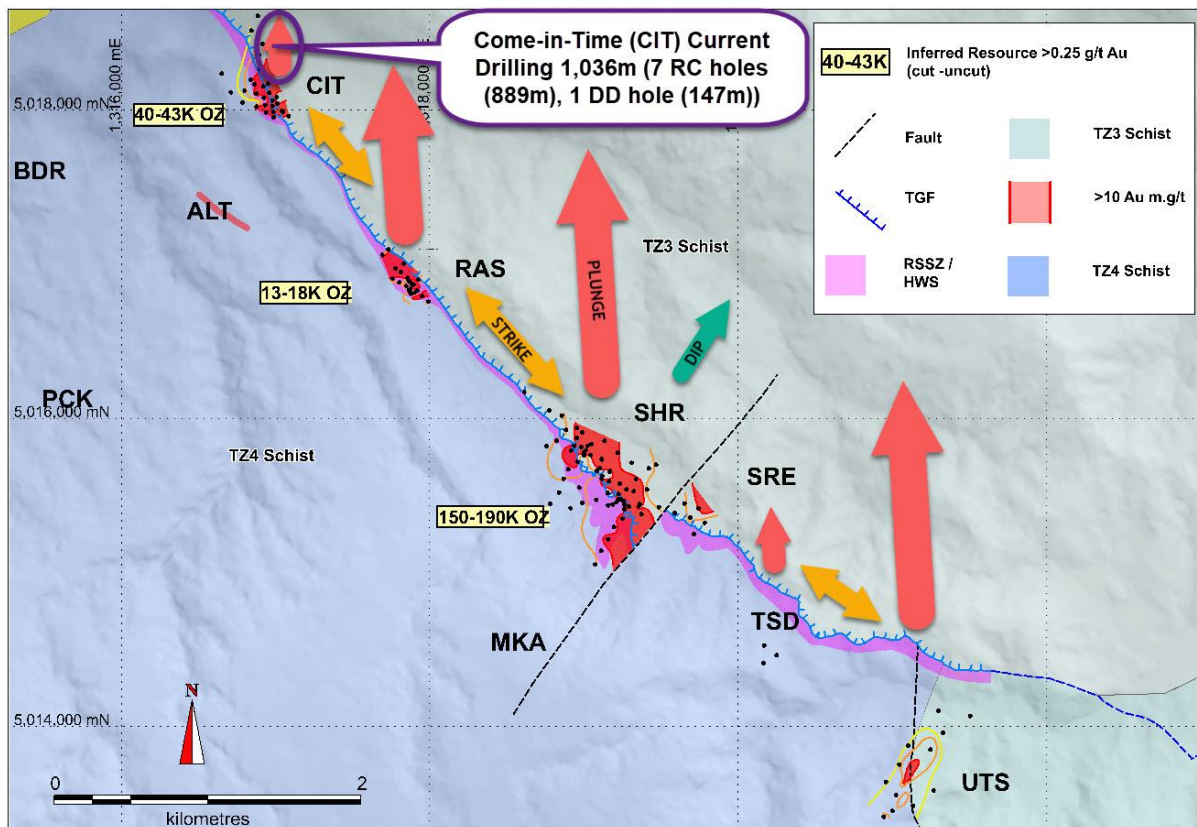 Come-in-Time (CIT) Current
Drilling 1,036m (7 RC holes
(889m), 1 DD hole (147m))
40-43K
Inferred Resource >0.25 g/t Au
(cut -uncut)
Fault
TZ3 Schist
TGF
>10 Au m.g/t
RSSZ /
HWS
TZ4 Schist
CIT
5,018,000 mN
40-43K OZ
BDR
ALT
TZ3 Schist
RAS
13-18K OZ
PLUNGE
STRIKE
DIP
PCK
5,016,000 mN
SHR
TZ4 Schist
SRE
150-190K OZ
TSD
MKA
N
5,014,000 mN
UTS
0
2
kilometres